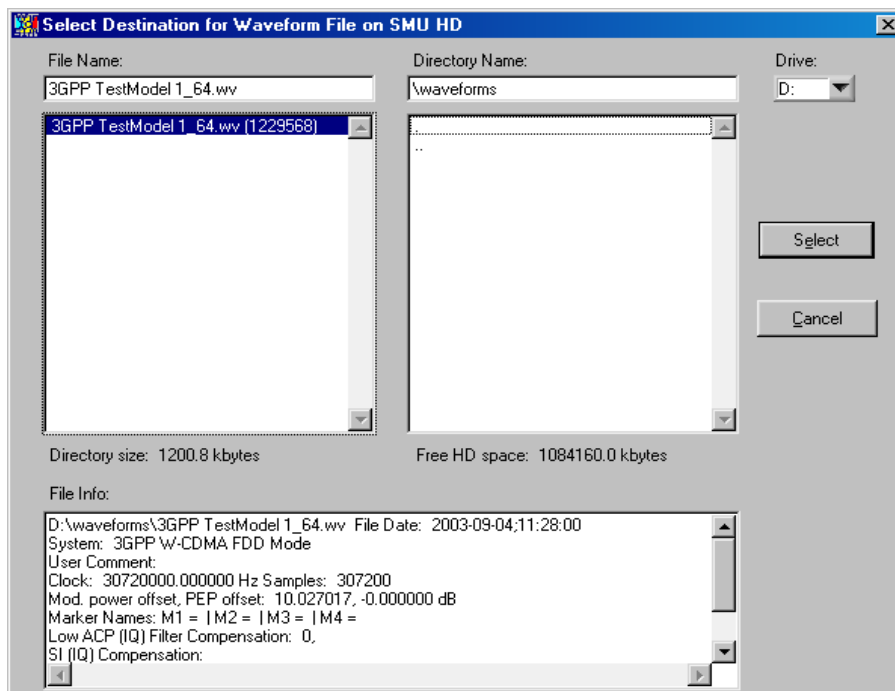 Select Destination for Waveform File on SMU HD
File Name:
Directory Name:
Drive:
3GPP TestModel 1_64.wv
\waveforms
D:
3GPP TestModel 1_64.wv (1229568)
.
..
Select
Cancel
Directory size: 1200.8 kbytes
Free HD space: 1084160.0 kbytes
File Info:
D:\waveforms\3GPP TestModel 1_64.wv File Date: 2003-09-04;11:28:00
System: 3GPP W-CDMA FDD Mode
User Comment:
Clock: 30720000.000000 Hz Samples: 307200
Mod. power offset, PEP offset: 10.027017, -0.000000 dB
Marker Names: M1 = | M2 = | M3 = | M4 =
Low ACP (IQ) Filter Compensation: 0,
SI (IQ) Compensation: